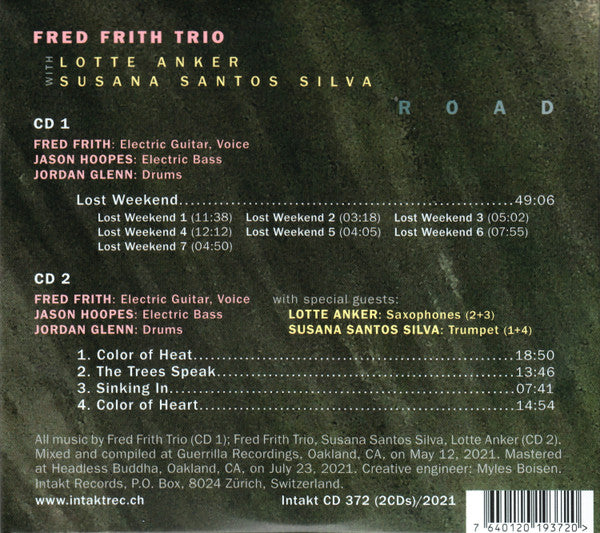 FRED FRITH TRIO
WITH LOTTE ANKER
SUSANA SANTOS SILVA
ROAD
CD 1
FRED FRITH: Electric Guitar, Voice
JASON HOOPES: Electric Bass
JORDAN GLENN: Drums
Lost Weekend................................................................49:06
Lost Weekend 1 (11:38) Lost Weekend 2 (03:18) Lost Weekend 3 (05:02)
Lost Weekend 4 (12:12) Lost Weekend 5 (04:05) Lost Weekend 6 (07:55)
Lost Weekend 7 (04:50)
CD 2
FRED FRITH: Electric Guitar, Voice with special guests:
JASON HOOPES: Electric Bass LOTTE ANKER: Saxophones (2+3)
JORDAN GLENN: Drums SUSANA SANTOS SILVA: Trumpet (1+4)
1. Color of Heat............................................................18:50
2. The Trees Speak........................................................13:46
3. Sinking In.................................................................07:41
4. Color of Heart...........................................................14:54
All music by Fred Frith Trio (CD 1); Fred Frith Trio, Susana Santos Silva, Lotte Anker (CD 2).
Mixed and compiled at Guerrilla Recordings, Oakland, CA, on May 12, 2021. Mastered
at Headless Buddha, Oakland, CA, on July 23, 2021. Creative engineer: Myles Boisen.
Intakt Records, P.O. Box, 8024 Zürich, Switzerland.
www.intaktrec.ch Intakt CD 372 (2CDs)/2021
7 640120 193720 >